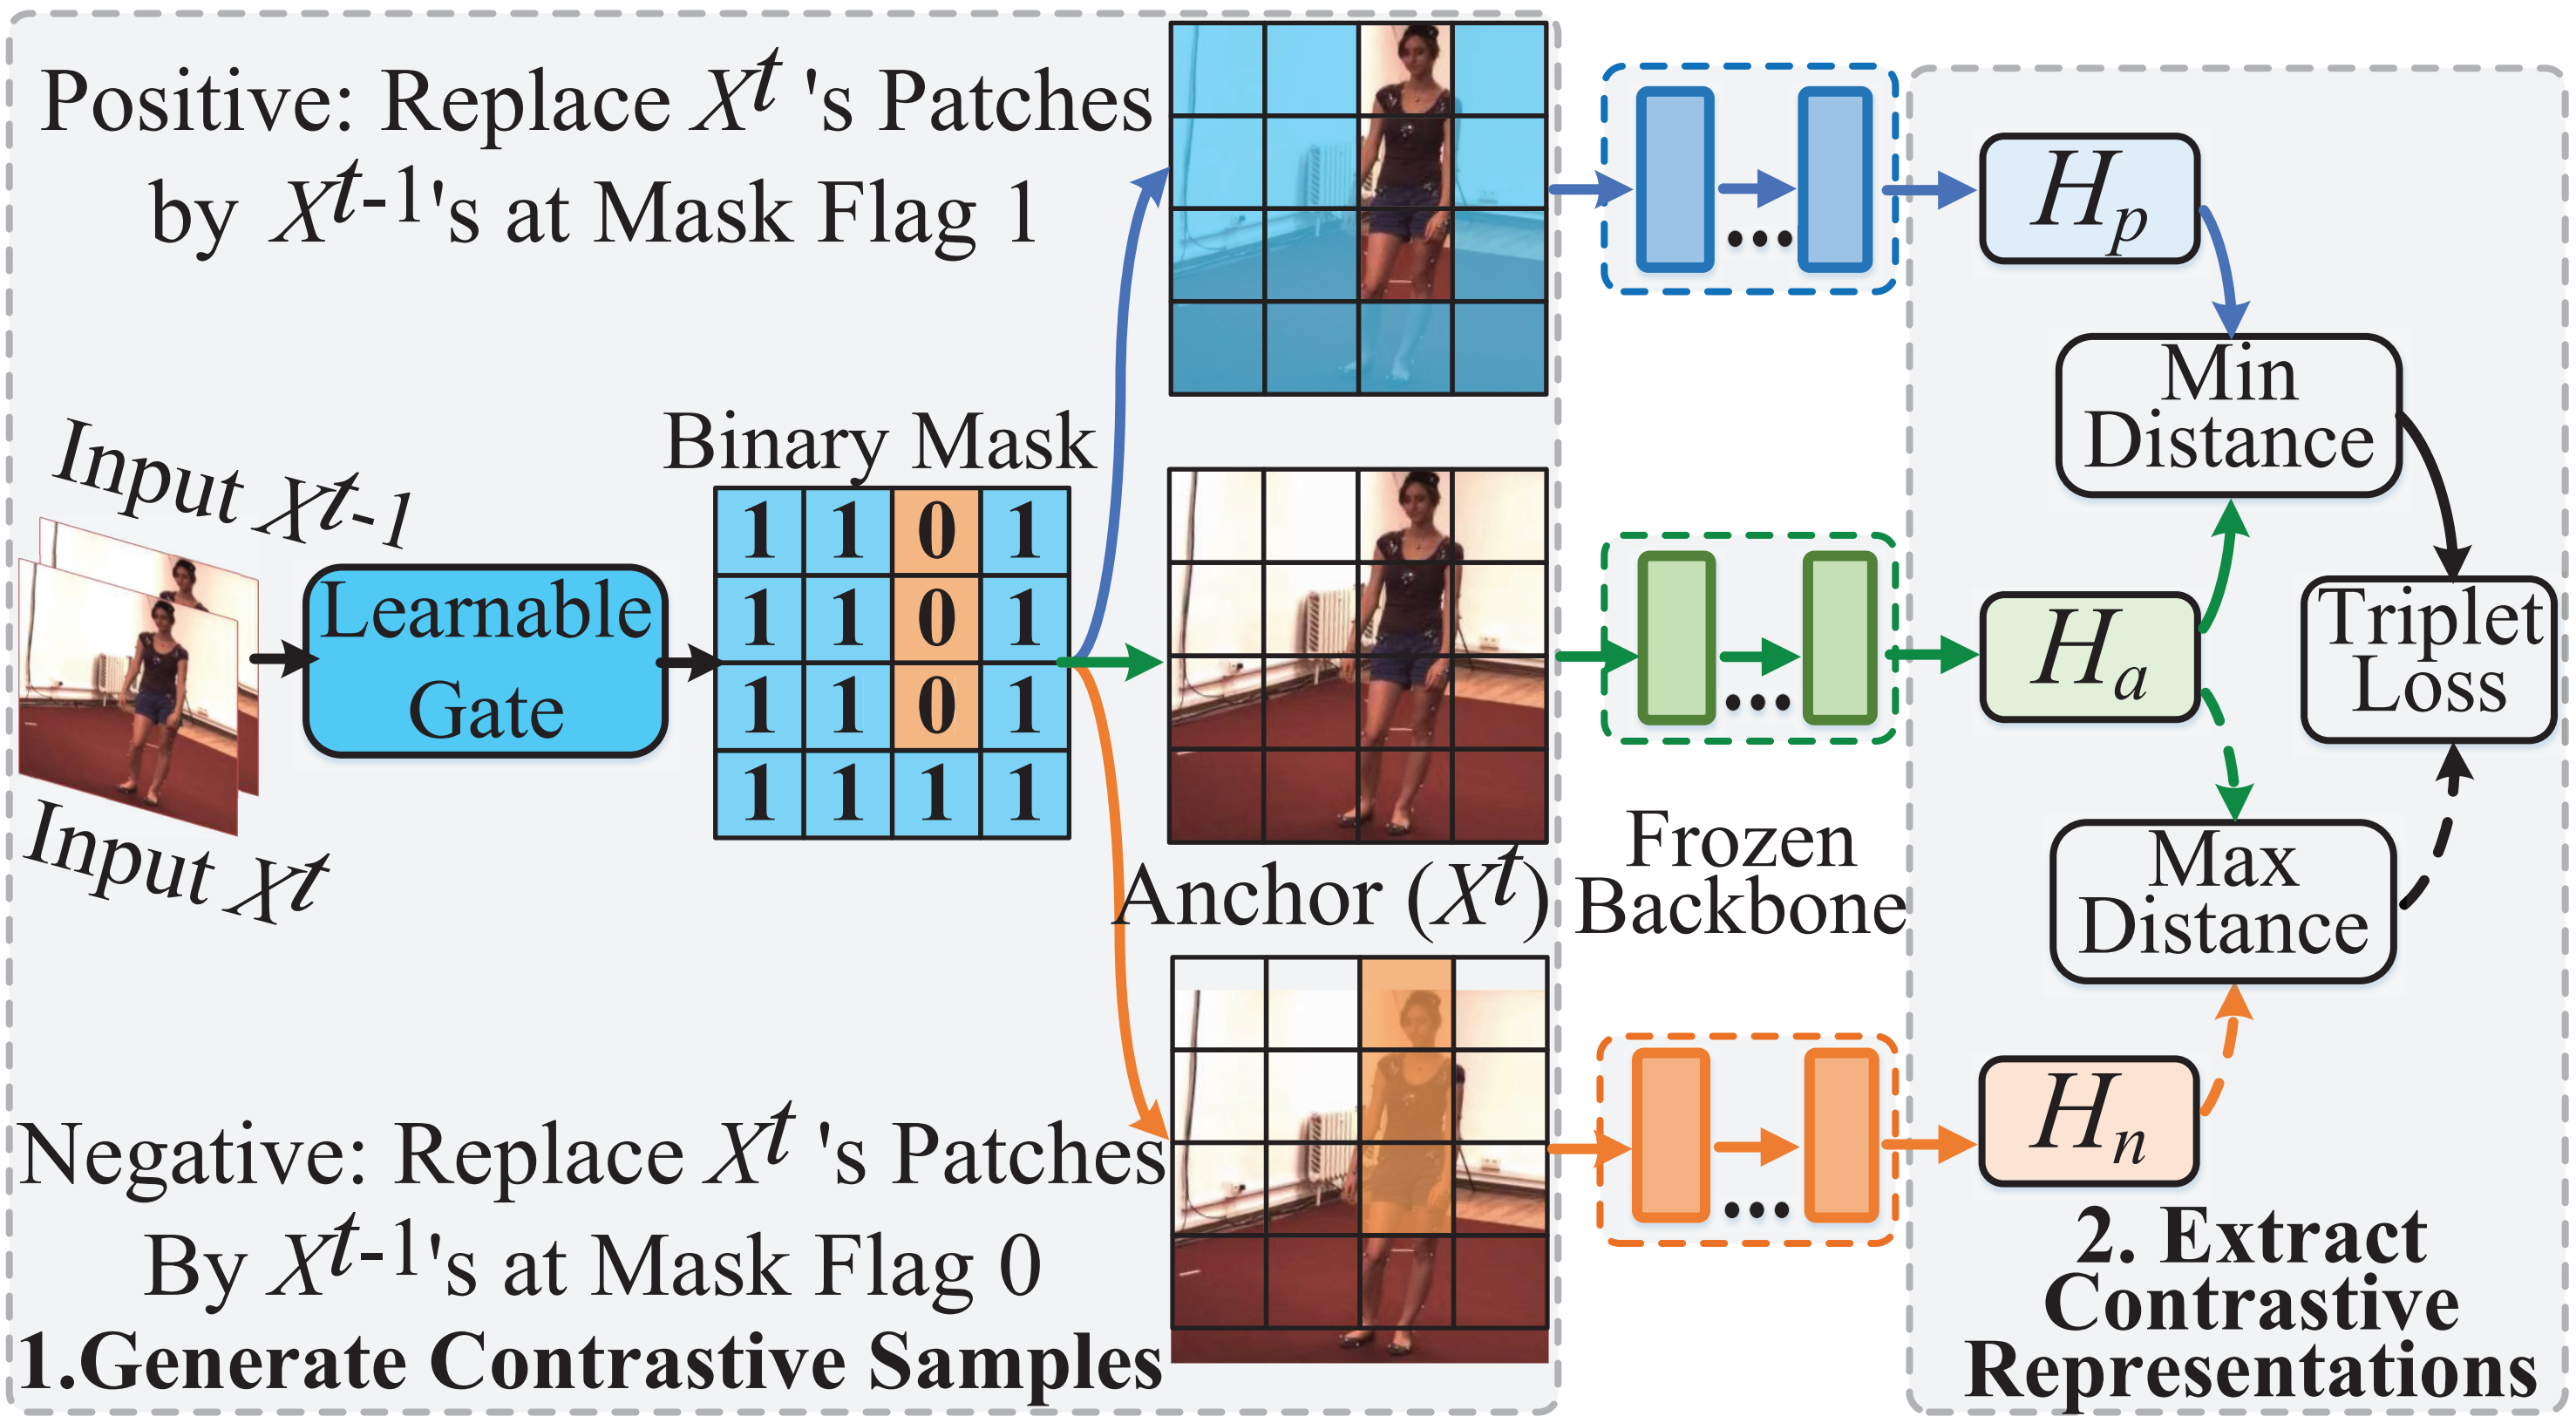 Positive: Replace X^t 's Patches
by X^t-1's at Mask Flag 1
Input X^t-1
Input X^t
Learnable
Gate
Binary Mask
1 1 0 1
1 1 0 1
1 1 0 1
1 1 1 1
Anchor (X^t)
Negative: Replace X^t 's Patches
By X^t-1's at Mask Flag 0
1.Generate Contrastive Samples
...
...
Frozen
Backbone
...
H_p
Min
Distance
H_a
Triplet
Loss
Max
Distance
H_n
2. Extract
Contrastive
Representations